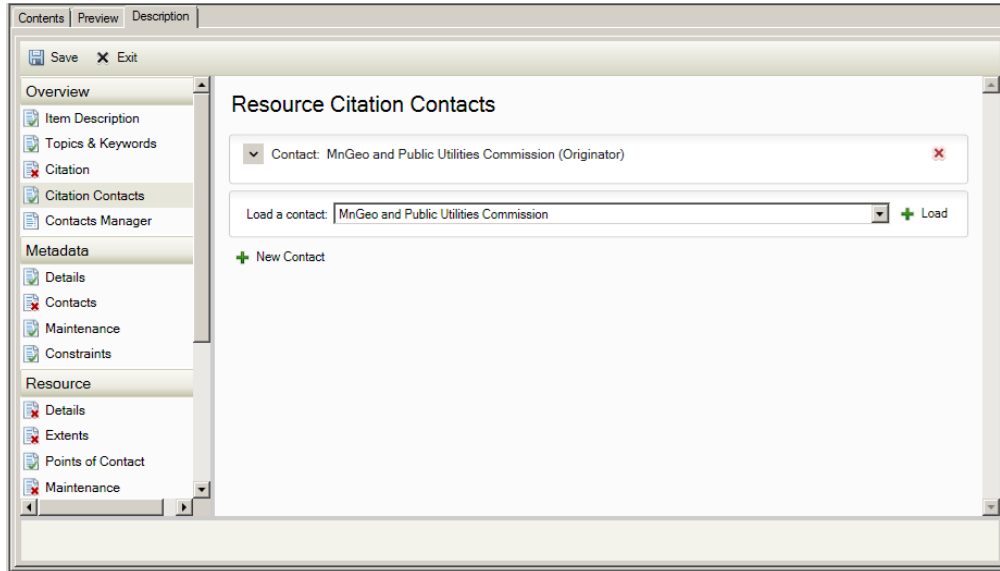 Contents Preview Description
Save Exit
Overview
Item Description
Topics & Keywords
Citation
Citation Contacts
Contacts Manager
Metadata
Details
Contacts
Maintenance
Constraints
Resource
Details
Extents
Points of Contact
Maintenance
Resource Citation Contacts
Contact: MnGeo and Public Utilities Commission (Originator)
Load a contact: MnGeo and Public Utilities Commission Load
New Contact